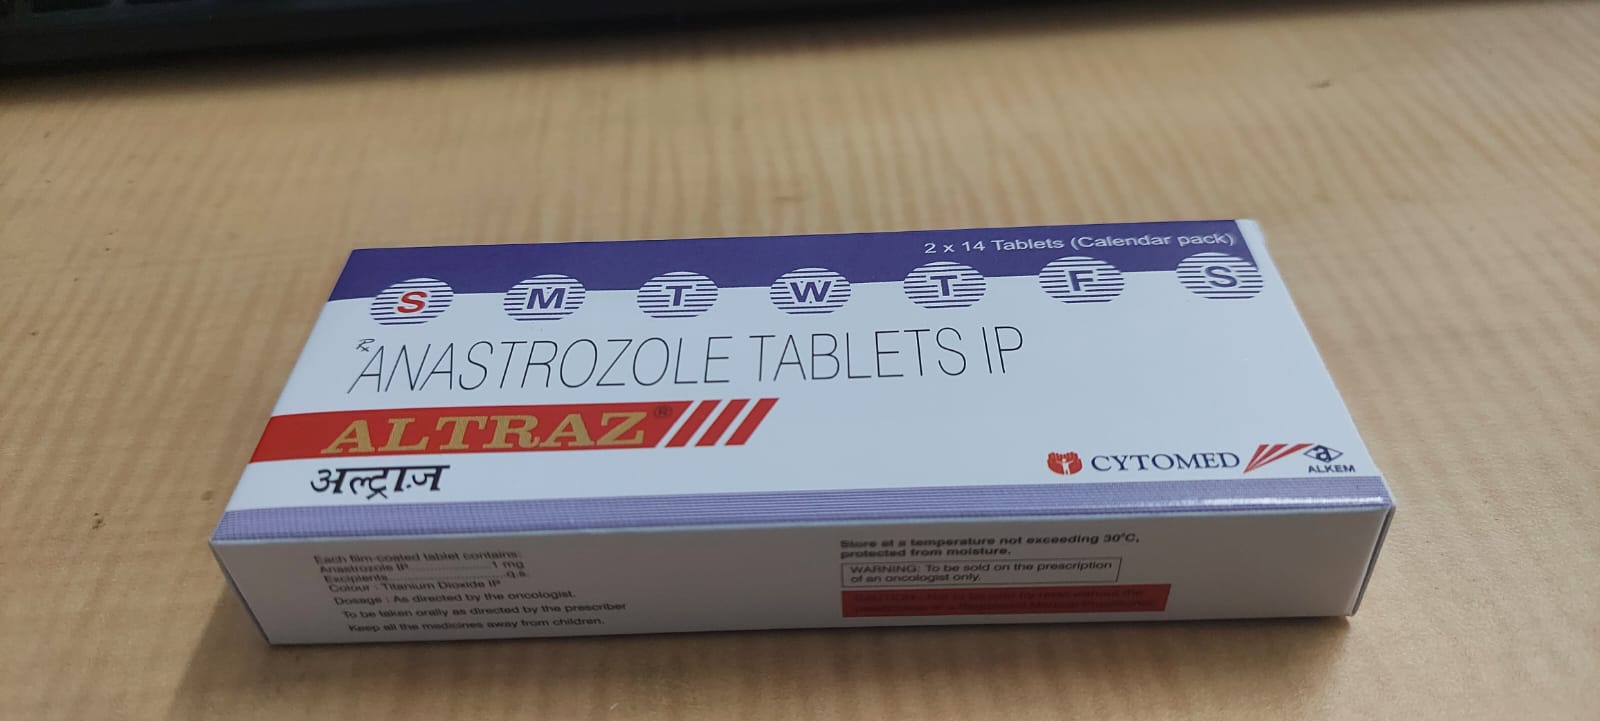 2 x 14 Tablets (Calendar pack)
S M T W T F S
Rx ANASTROZOLE TABLETS IP
ALTRAZ®
अल्ट्राज़
CYTOMED
a
ALKEM
Each film-coated tablet contains:
Anastrozole IP....................1 mg
Excipients............................q.s.
Colour : Titanium Dioxide IP
Dosage : As directed by the oncologist.
To be taken orally as directed by the prescriber
Keep all the medicines away from children.
Store at a temperature not exceeding 30°C,
protected from moisture.
WARNING: To be sold on the prescription
of an oncologist only.